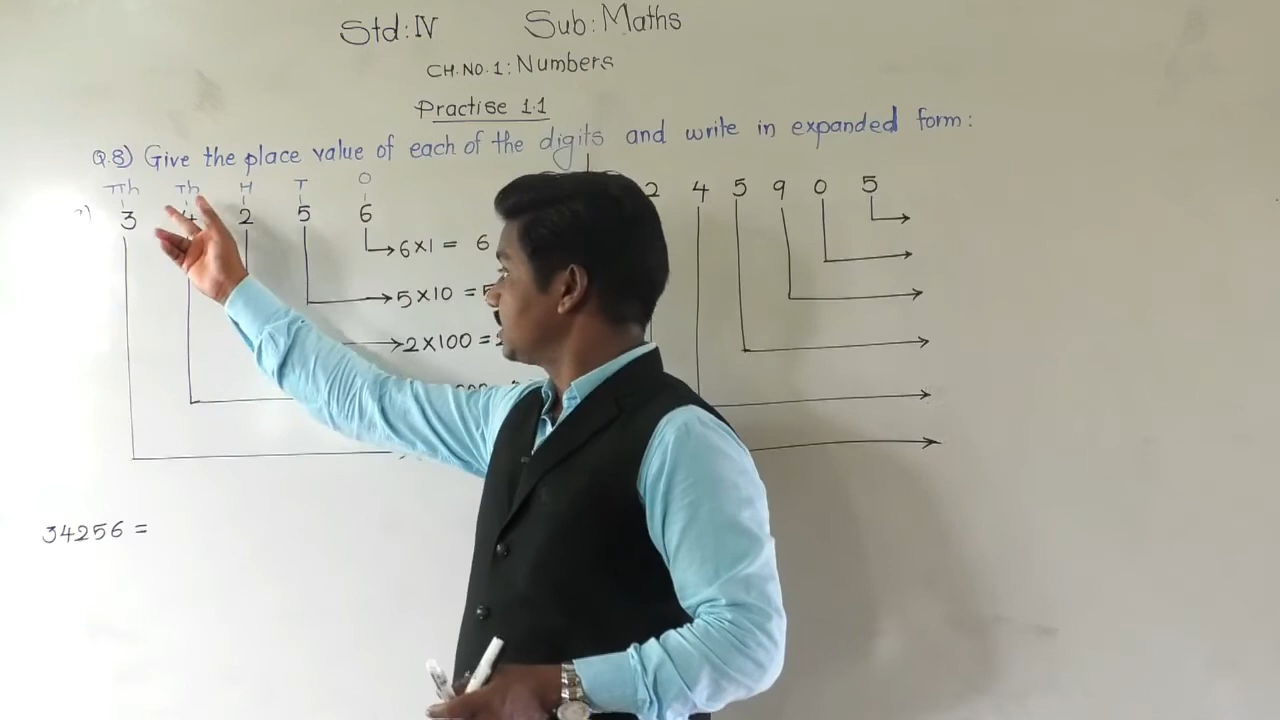 Std: IV Sub: Maths
CH. NO. 1: Numbers
Practise 1.1
Q.8) Give the place value of each of the digits and write in expanded form:
TTh Th H T O
3 4 2 5 6
6 × 1 = 6
5 × 10 =
2 × 100 =
2 4 5 9 0 5
34256 =